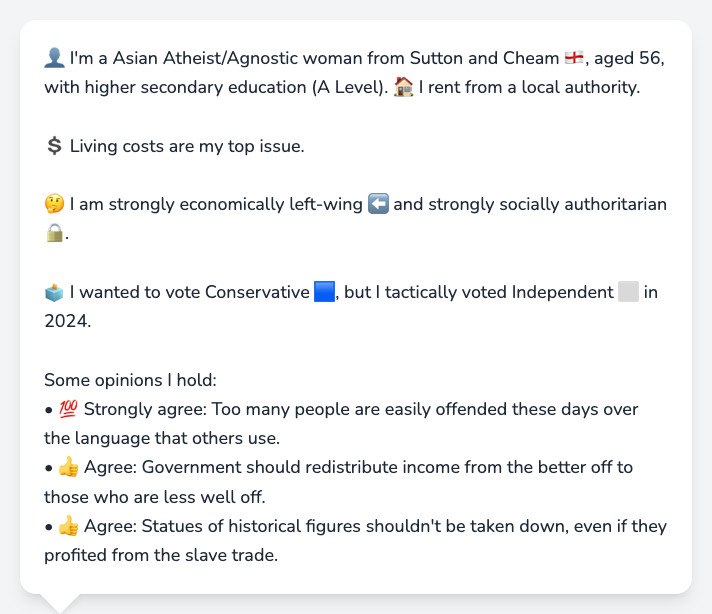 👤 I'm a Asian Atheist/Agnostic woman from Sutton and Cheam 🏴󠁧󠁢󠁥󠁮󠁧󠁿, aged 56,
with higher secondary education (A Level). 🏠 I rent from a local authority.
💲 Living costs are my top issue.
🤔 I am strongly economically left-wing ⬅️ and strongly socially authoritarian
🔒.
🗳️ I wanted to vote Conservative 🟦, but I tactically voted Independent ⬜ in
2024.
Some opinions I hold:
• 💯 Strongly agree: Too many people are easily offended these days over
the language that others use.
• 👍 Agree: Government should redistribute income from the better off to
those who are less well off.
• 👍 Agree: Statues of historical figures shouldn't be taken down, even if they
profited from the slave trade.